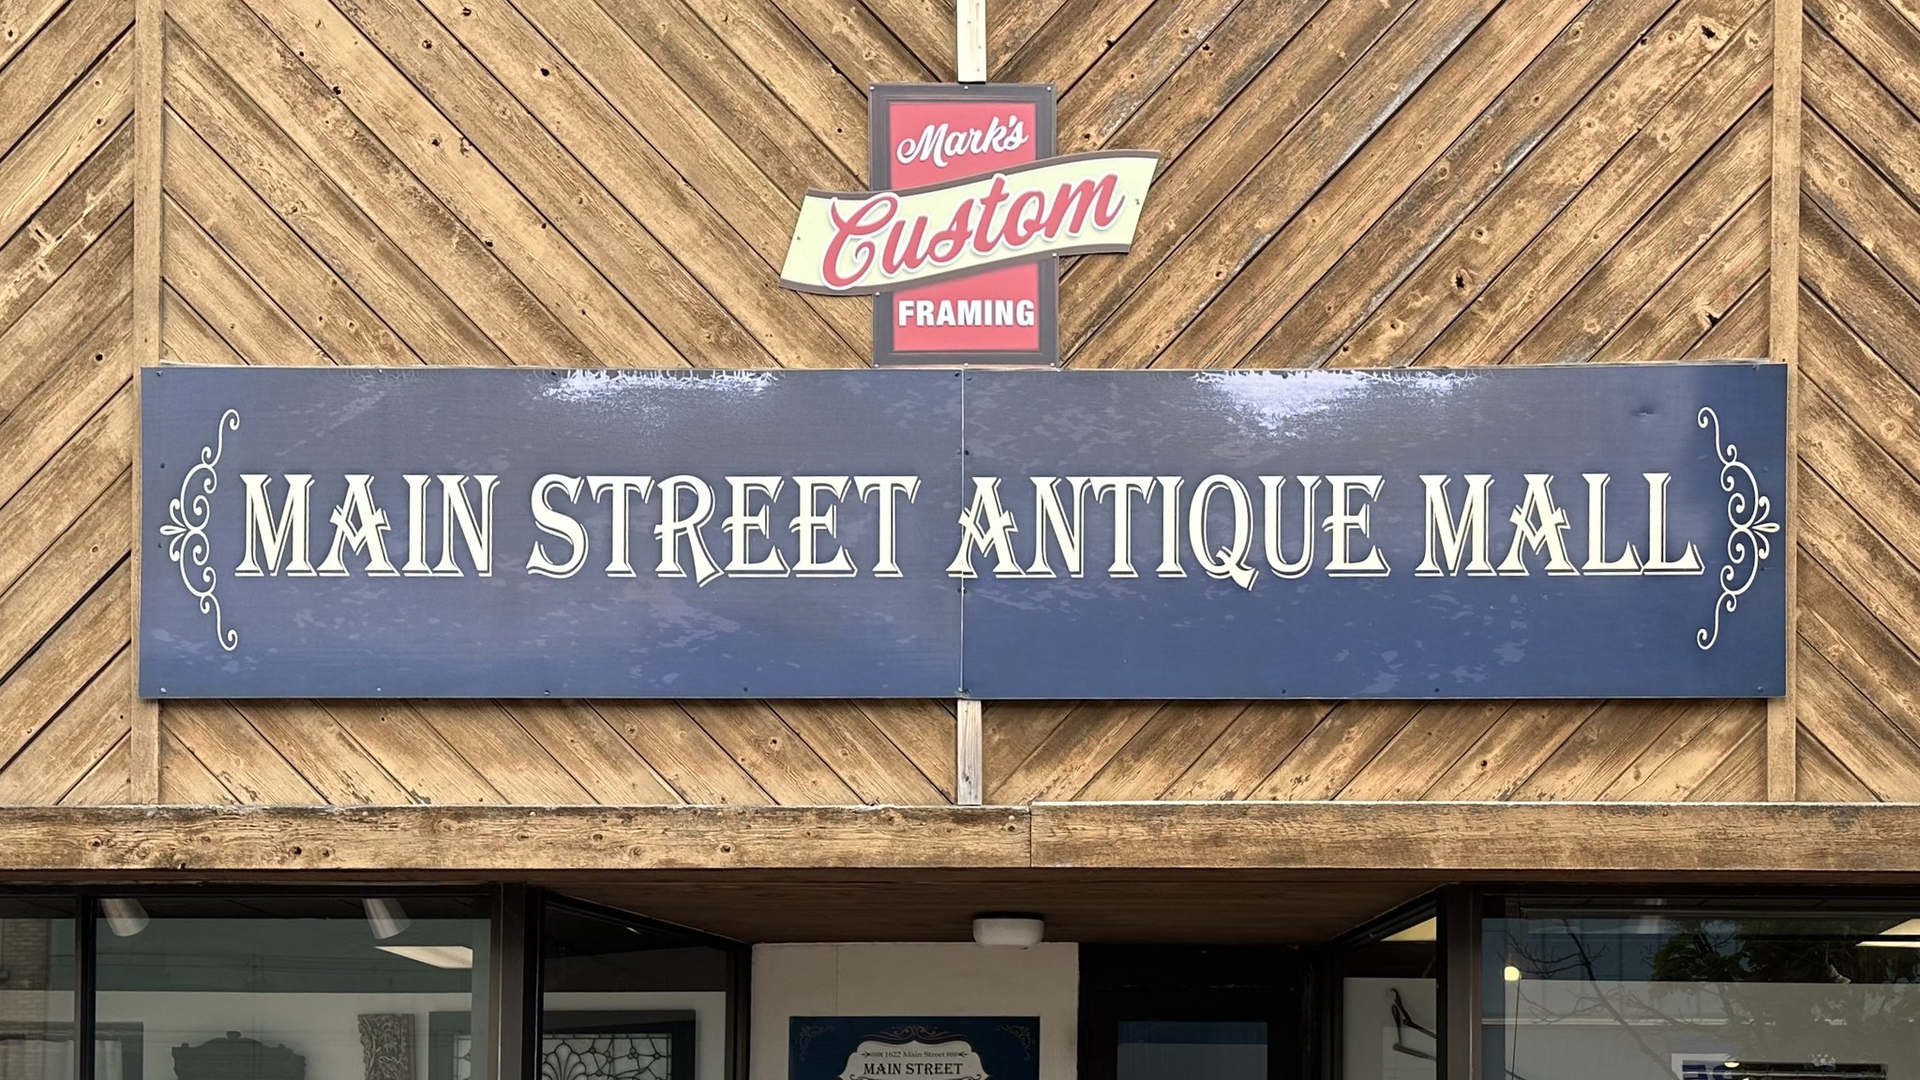 Mark's
Custom
FRAMING
MAIN STREET ANTIQUE MALL
1622 Main Street
MAIN STREET